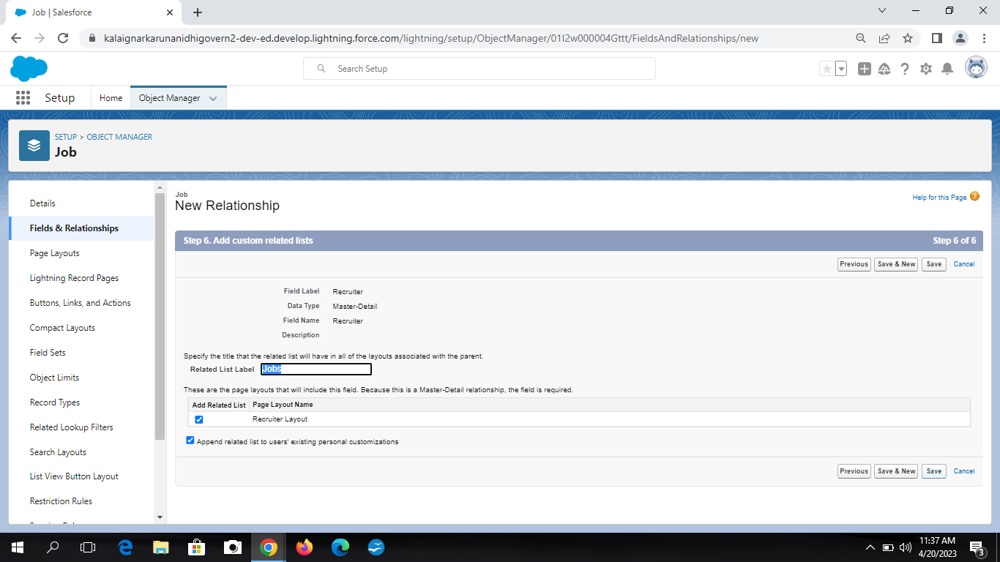 Job | Salesforce
kalaignarkarunanidhigovern2-dev-ed.develop.lightning.force.com/lightning/setup/ObjectManager/01I2w000004Gttt/FieldsAndRelationships/new
Search Setup
Setup
Home
Object Manager
SETUP > OBJECT MANAGER
Job
Details
Fields & Relationships
Page Layouts
Lightning Record Pages
Buttons, Links, and Actions
Compact Layouts
Field Sets
Object Limits
Record Types
Related Lookup Filters
Search Layouts
List View Button Layout
Restriction Rules
Job
New Relationship
Help for this Page
Step 6. Add custom related lists Step 6 of 6
Previous Save & New Save Cancel
Field Label Recruiter
Data Type Master-Detail
Field Name Recruiter
Description
Specify the title that the related list will have in all of the layouts associated with the parent.
Related List Label Jobs
These are the page layouts that will include this field. Because this is a Master-Detail relationship, the field is required.
Add Related List Page Layout Name
Recruiter Layout
Append related list to users' existing personal customizations
Previous Save & New Save Cancel
11:37 AM
4/20/2023
3